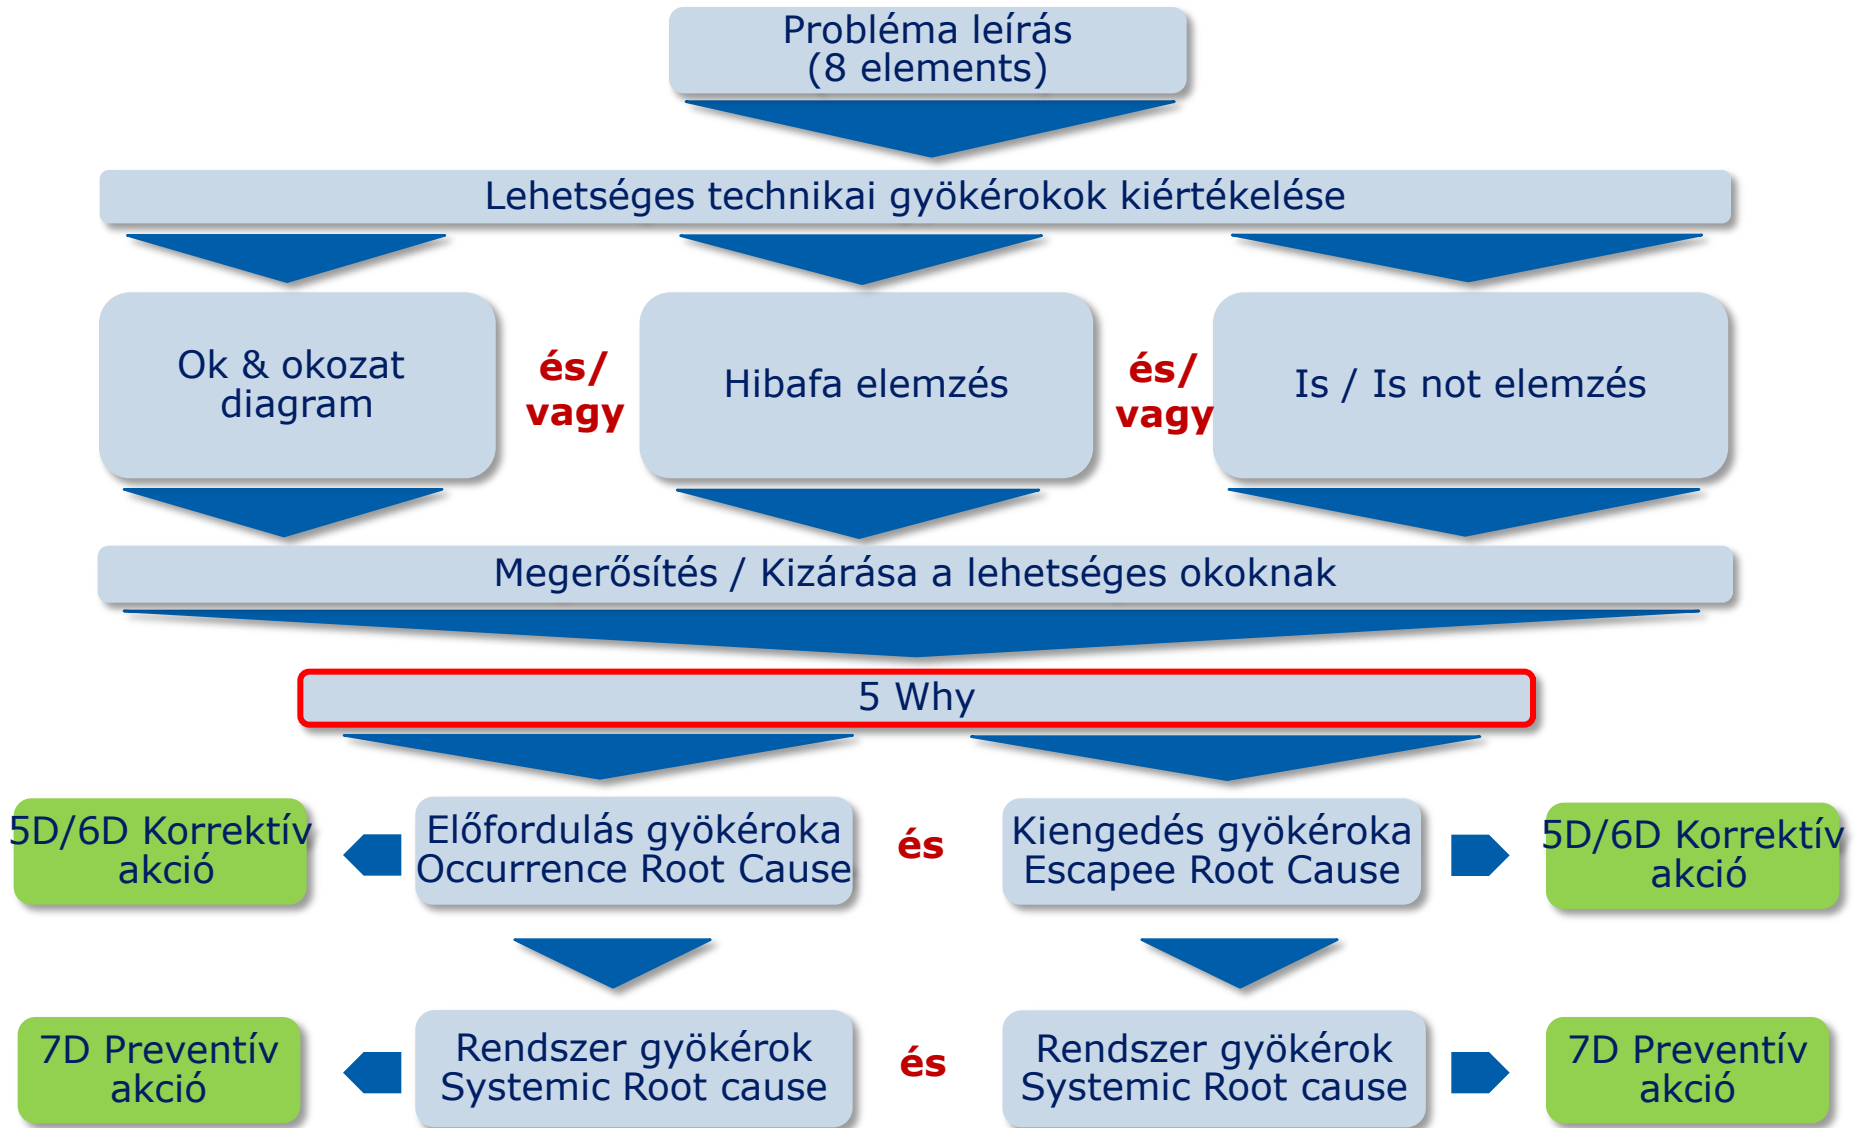 Probléma leírás
(8 elements)
Lehetséges technikai gyökérokok kiértékelése
Ok & okozat
diagram
és/
vagy
Hibafa elemzés
és/
vagy
Is / Is not elemzés
Megerősítés / Kizárása a lehetséges okoknak
5 Why
5D/6D Korrektív
akció
Előfordulás gyökéroka
Occurrence Root Cause
és
Kiengedés gyökéroka
Escapee Root Cause
5D/6D Korrektív
akció
7D Preventív
akció
Rendszer gyökérok
Systemic Root cause
és
Rendszer gyökérok
Systemic Root cause
7D Preventív
akció